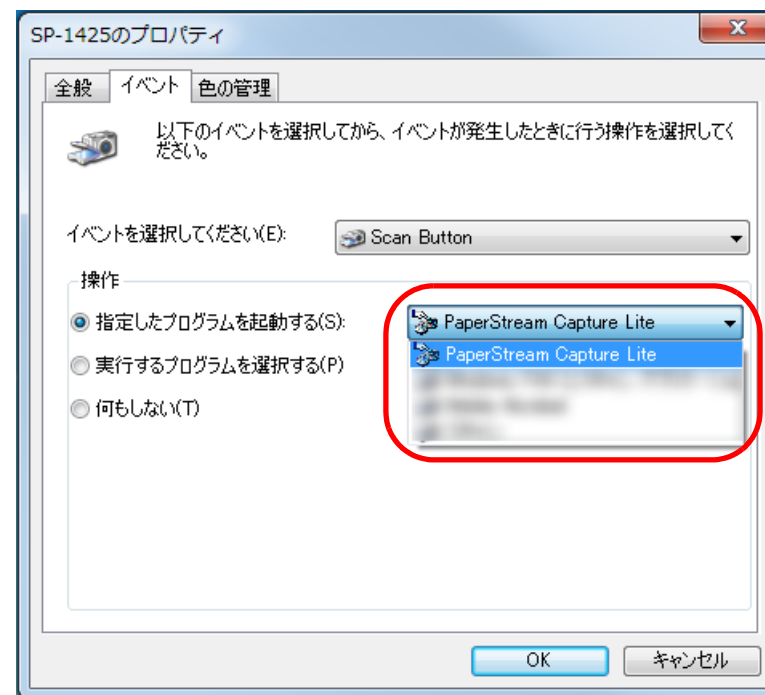 SP-1425のプロパティ
全般 イベント 色の管理
以下のイベントを選択してから、イベントが発生したときに行う操作を選択してく
ださい。
イベントを選択してください(E): Scan Button
操作
指定したプログラムを起動する(S): PaperStream Capture Lite
PaperStream Capture Lite
実行するプログラムを選択する(P)
何もしない(T)
OK キャンセル